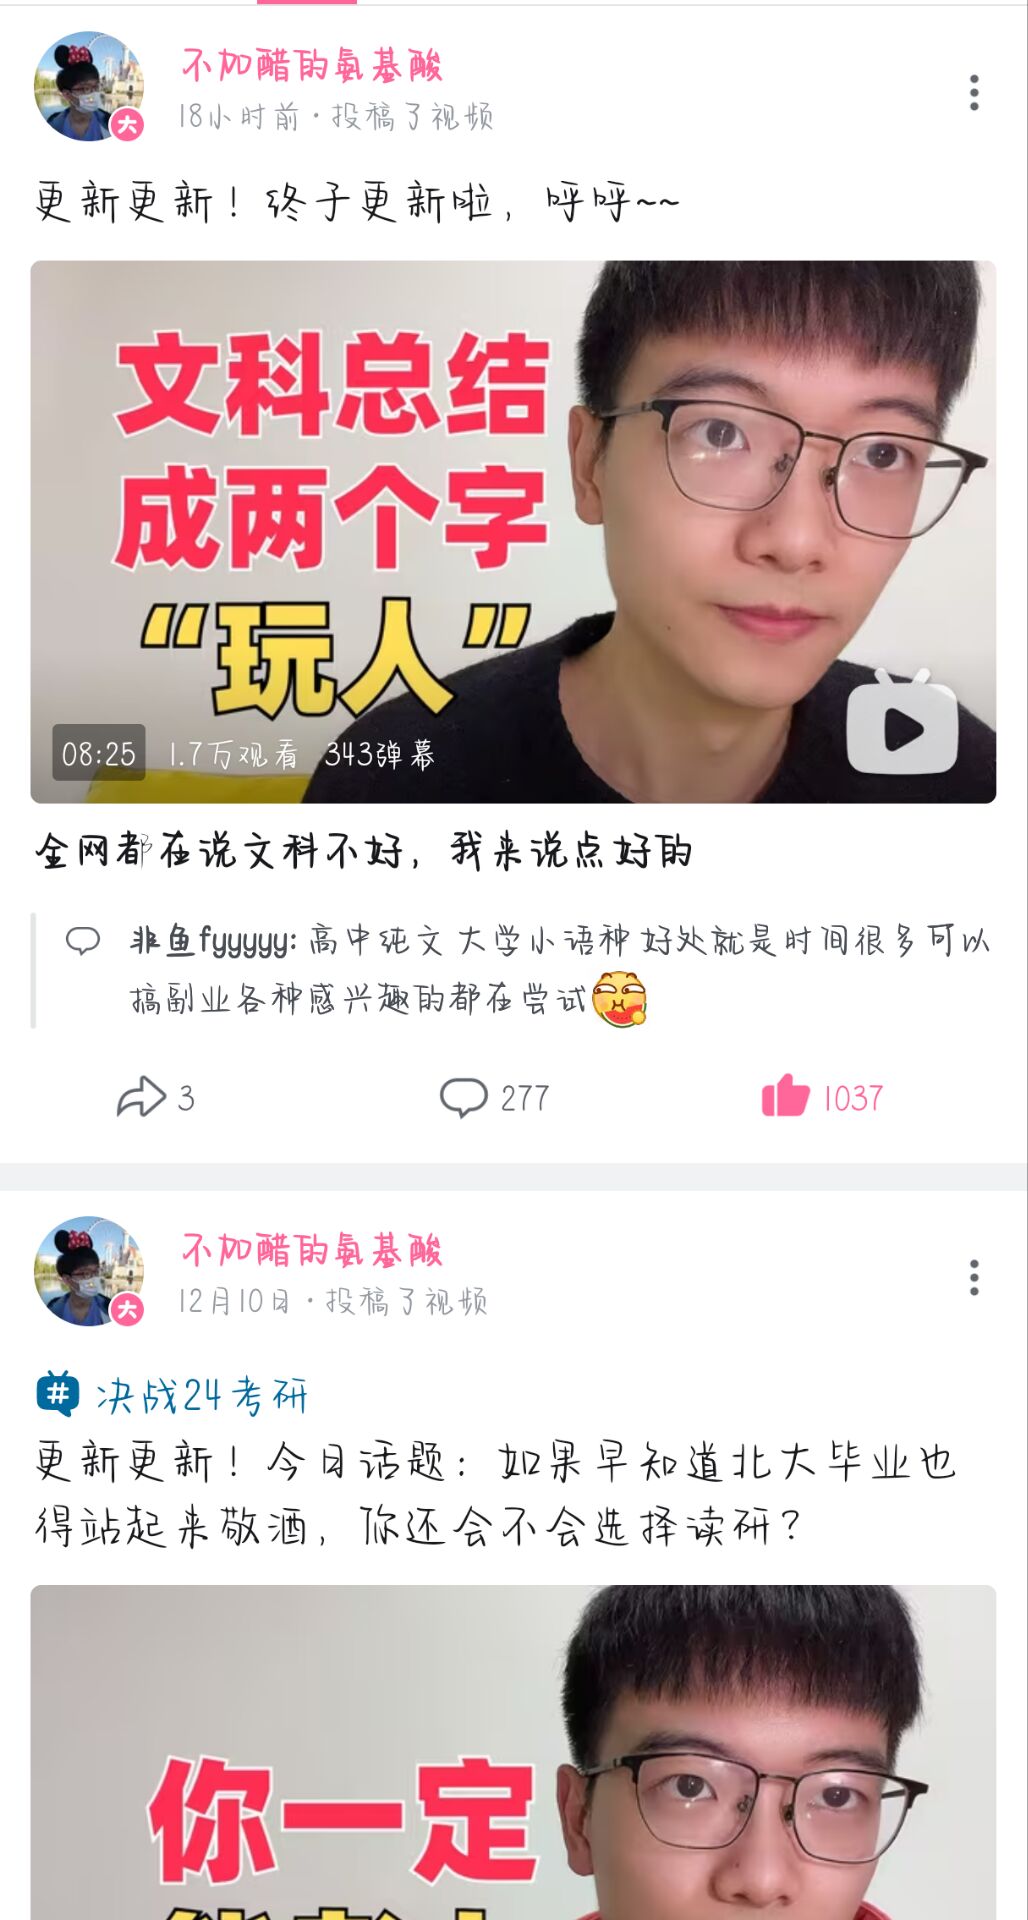 不加醋的氨基酸
大
18小时前·投稿了视频
更新更新！终于更新啦，呼呼~~
文科总结
成两个字
“玩人”
08:25 1.7万观看 343弹幕
全网都在说文科不好，我来说点好的
非鱼fyyyyy: 高中纯文 大学小语种 好处就是时间很多可以
搞副业各种感兴趣的都在尝试
3 277 1037
不加醋的氨基酸
大
12月10日·投稿了视频
# 决战24考研
更新更新！今日话题：如果早知道北大毕业也
得站起来敬酒，你还会不会选择读研？
你一定